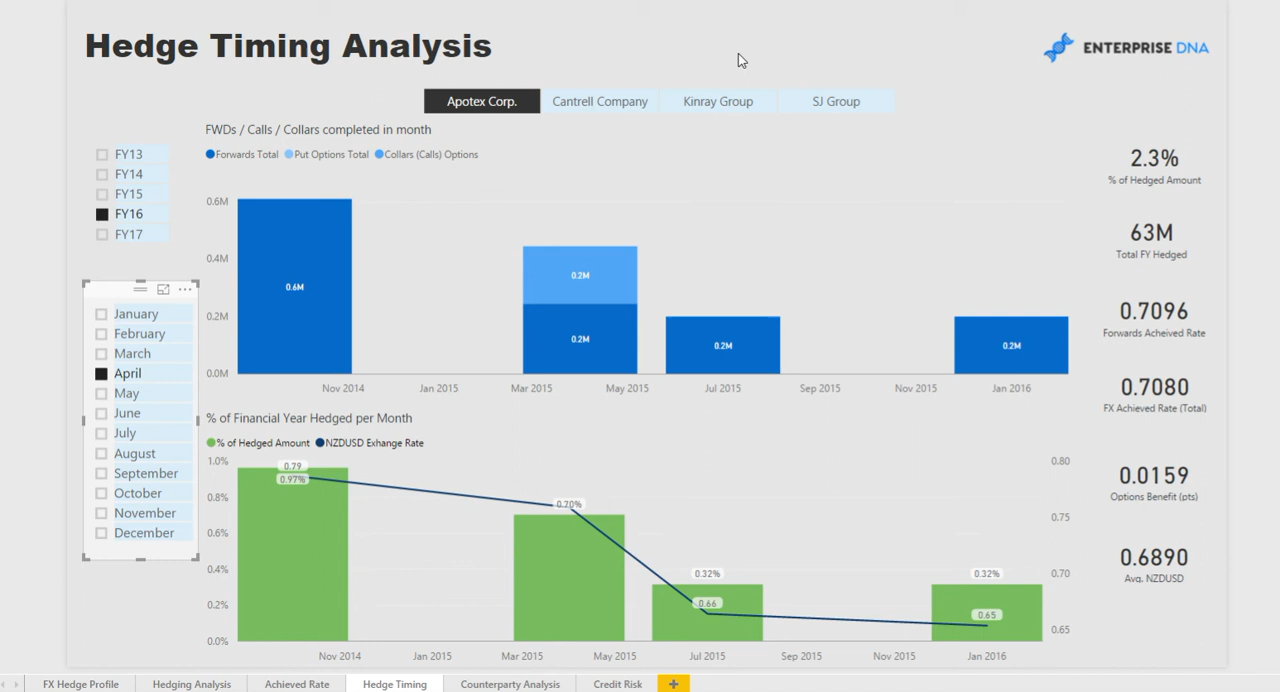 Hedge Timing Analysis
ENTERPRISE DNA
Apotex Corp. Cantrell Company Kinray Group SJ Group
FY13
FY14
FY15
FY16
FY17
January
February
March
April
May
June
July
August
September
October
November
December
FWDs / Calls / Collars completed in month
Forwards Total Put Options Total Collars (Calls) Options
0.6M
0.4M
0.2M
0.0M
0.6M
0.2M
0.2M
0.2M
0.2M
Nov 2014 Jan 2015 Mar 2015 May 2015 Jul 2015 Sep 2015 Nov 2015 Jan 2016
% of Financial Year Hedged per Month
% of Hedged Amount NZDUSD Exhange Rate
1.0%
0.8%
0.6%
0.4%
0.2%
0.0%
0.79
0.97%
0.70%
0.32%
0.66
0.32%
0.65
0.80
0.75
0.70
0.65
Nov 2014 Jan 2015 Mar 2015 May 2015 Jul 2015 Sep 2015 Nov 2015 Jan 2016
2.3%
% of Hedged Amount
63M
Total FY Hedged
0.7096
Forwards Acheived Rate
0.7080
FX Achieved Rate (Total)
0.0159
Options Benefit (pts)
0.6890
Avg. NZDUSD
FX Hedge Profile Hedging Analysis Achieved Rate Hedge Timing Counterparty Analysis Credit Risk +